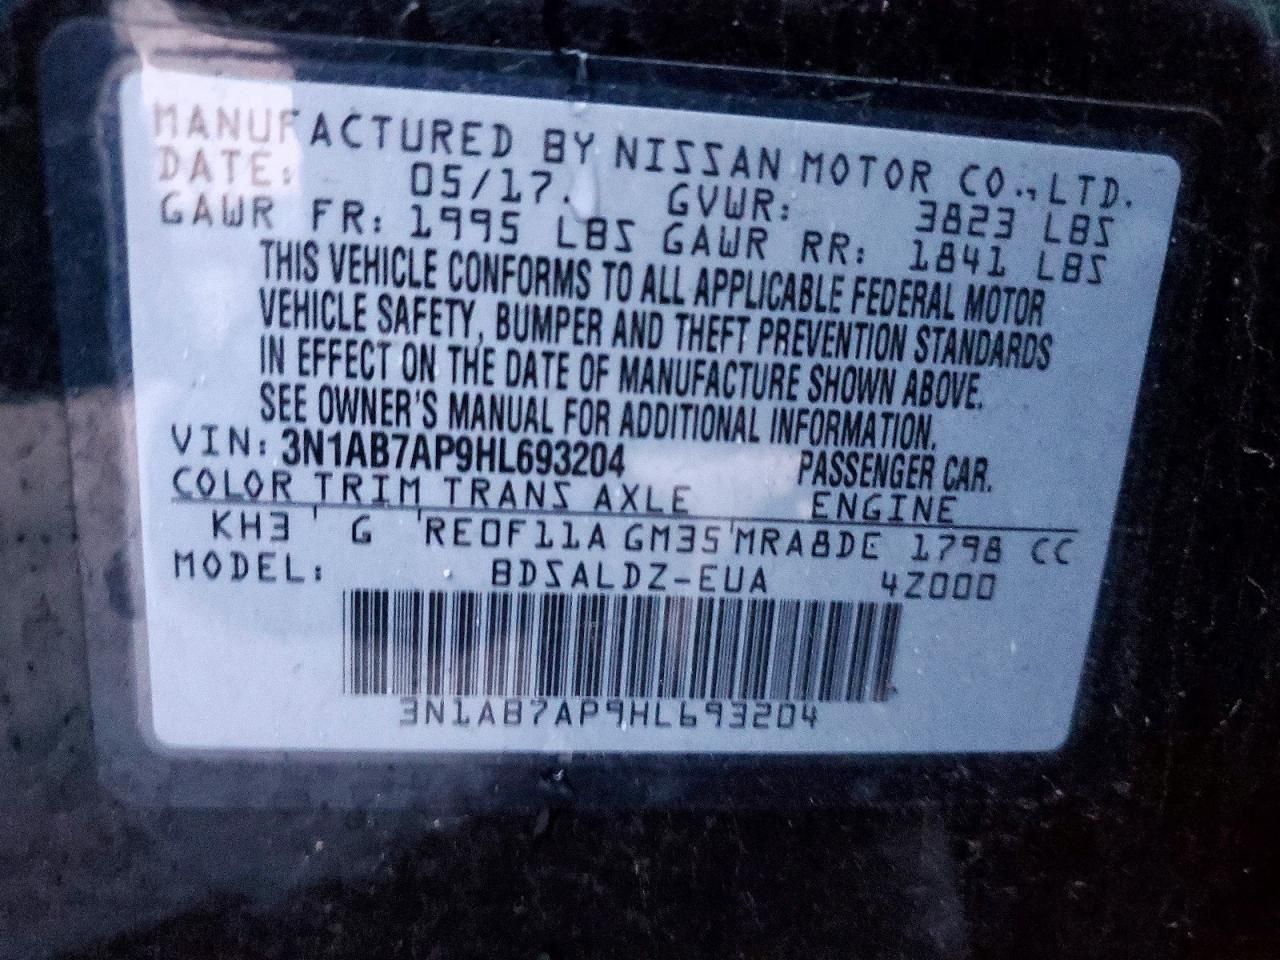 MANUFACTURED BY NISSAN MOTOR CO.,LTD.
DATE: 05/17. GVWR: 3823 LBS
GAWR FR: 1995 LBS GAWR RR: 1841 LBS
THIS VEHICLE CONFORMS TO ALL APPLICABLE FEDERAL MOTOR
VEHICLE SAFETY, BUMPER AND THEFT PREVENTION STANDARDS
IN EFFECT ON THE DATE OF MANUFACTURE SHOWN ABOVE.
SEE OWNER'S MANUAL FOR ADDITIONAL INFORMATION.
VIN: 3N1AB7AP9HL693204 PASSENGER CAR.
COLOR TRIM TRANS AXLE ENGINE
KH3 G RE0F11A GM35 MRA8DE 1798 CC
MODEL: BDSALDZ-EUA 4Z000
3N1AB7AP9HL693204